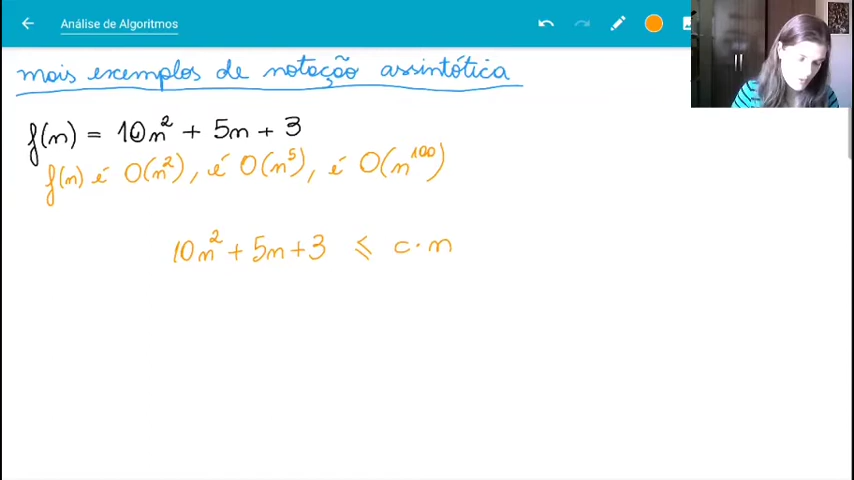 Análise de Algoritmos
mais exemplos de notação assintótica
f(n) = 10n² + 5n + 3
f(n) é O(n²), é O(n⁵), é O(n¹⁰⁰)
10n² + 5n + 3 ⩽ c · n